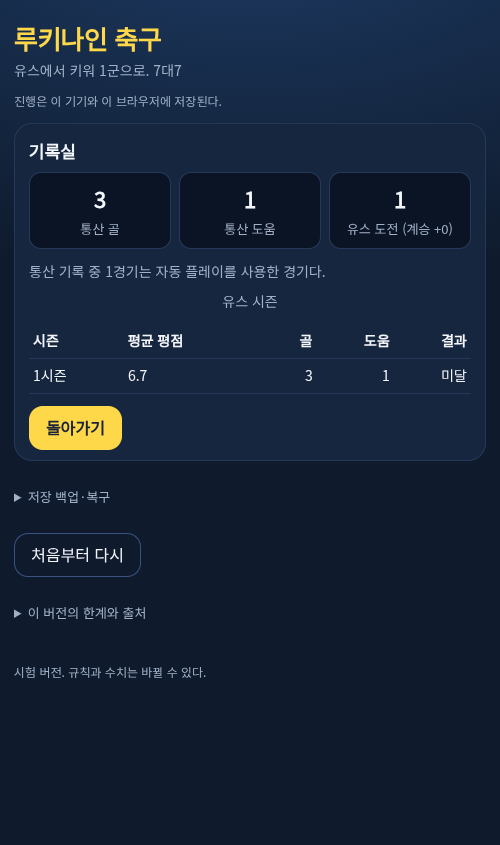 루키나인 축구
유스에서 키워 1군으로. 7대7
진행은 이 기기와 이 브라우저에 저장된다.
기록실
3 1 1
통산 골 통산 도움 유스 도전 (계승 +0)
통산 기록 중 1경기는 자동 플레이를 사용한 경기다.
유스 시즌
시즌 평균 평점 골 도움 결과
1시즌 6.7 3 1 미달
돌아가기
▶ 저장 백업·복구
처음부터 다시
▶ 이 버전의 한계와 출처
시험 버전. 규칙과 수치는 바뀔 수 있다.